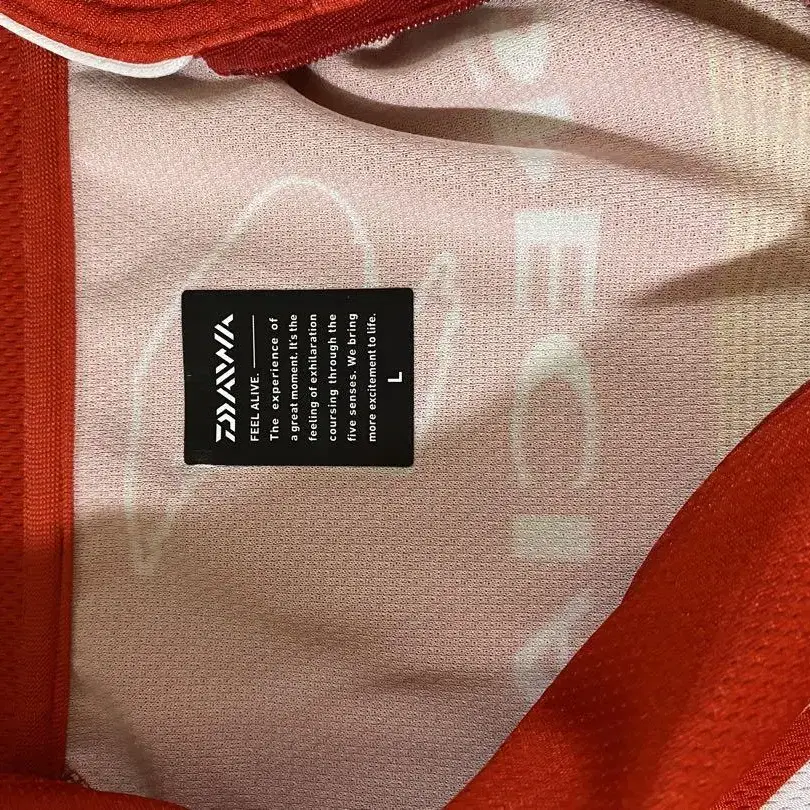 DAIWA
FEEL ALIVE.
The experience of
a great moment. It's the
feeling of exhilaration
coursing through the
five senses. We bring
more excitement to life.
L